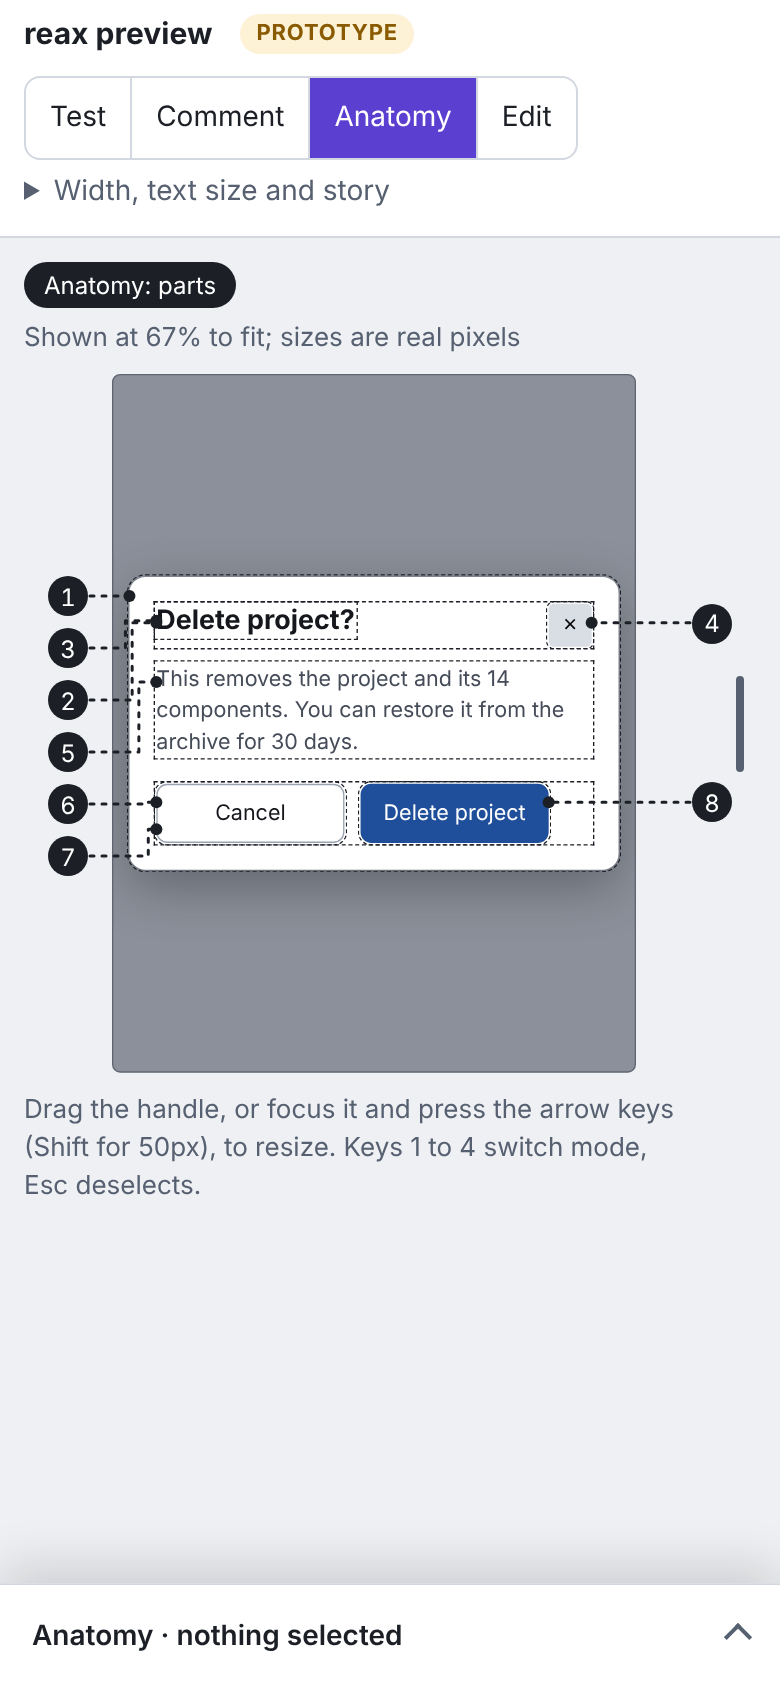 reax preview
PROTOTYPE
Test
Comment
Anatomy
Edit
Width, text size and story
Anatomy: parts
Shown at 67% to fit; sizes are real pixels
1
Delete project?
×
4
3
This removes the project and its 14
2
components. You can restore it from the
5
archive for 30 days.
6
Cancel
Delete project
8
7
Drag the handle, or focus it and press the arrow keys
(Shift for 50px), to resize. Keys 1 to 4 switch mode,
Esc deselects.
Anatomy · nothing selected